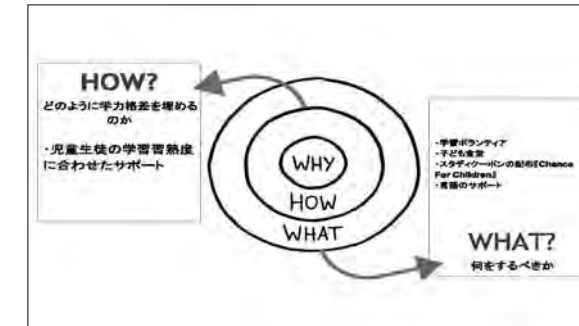 HOW?
どのように学力格差を埋める
のか
・児童生徒の学習習熟度
に合わせたサポート
WHY
HOW
WHAT
・学習ボランティア
・子ども食堂
・スタディクーポンの配布『Chance
For Children』
・言語のサポート
WHAT?
何をするべきか